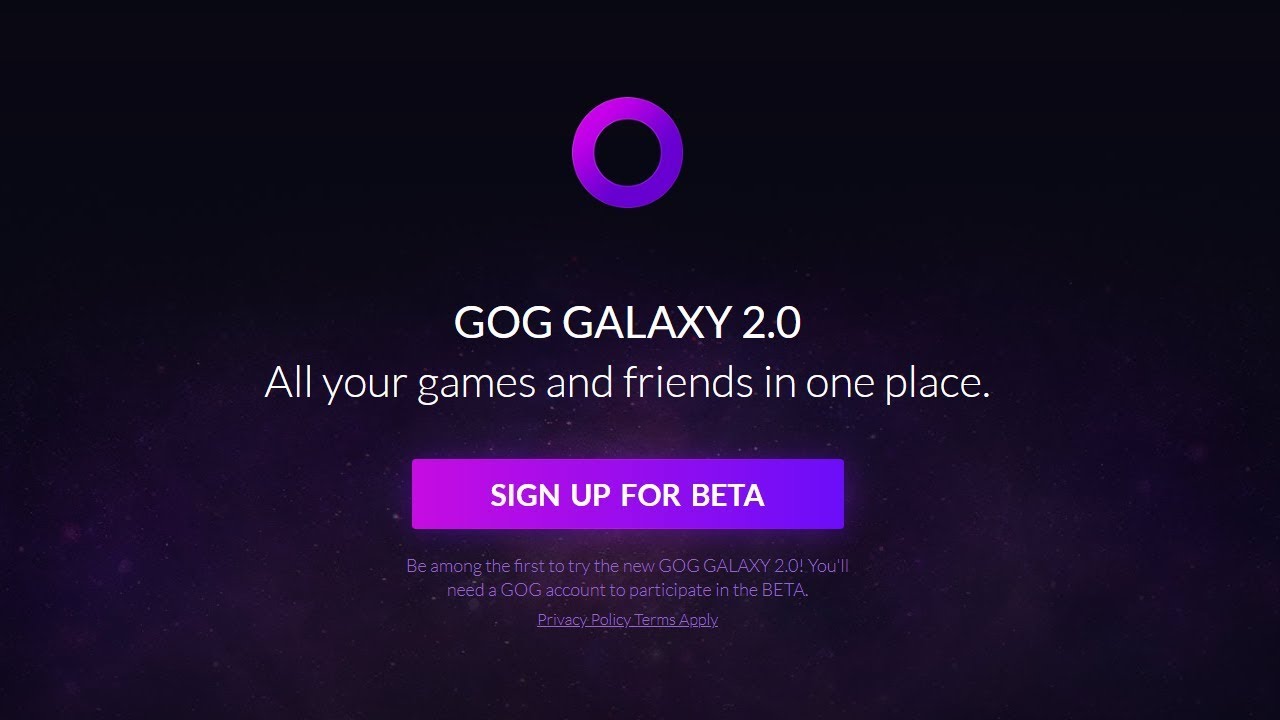 GOG GALAXY 2.0
All your games and friends in one place.
SIGN UP FOR BETA
Be among the first to try the new GOG GALAXY 2.0! You'll
need a GOG account to participate in the BETA.
Privacy Policy Terms Apply